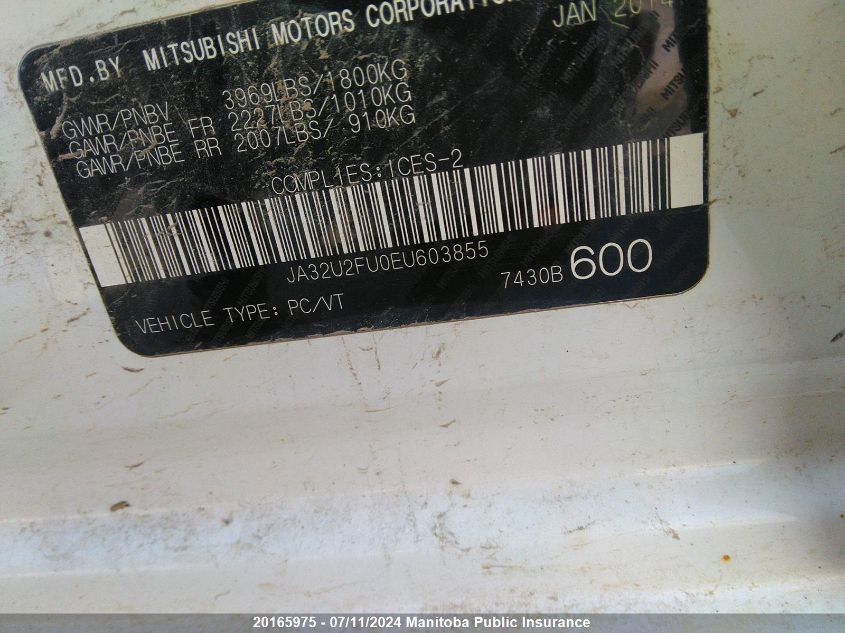 MFD.BY MITSUBISHI MOTORS CORPORATION
JAN 2014
GVWR/PNBV 3969LBS/1800KG
GAWR/PNBE FR 2227LBS/1010KG
GAWR/PNBE RR 2007LBS/ 910KG
COMPLIES:ICES-2
JA32U2FU0EU603855
7430B 600
VEHICLE TYPE: PC/VT
20165975 - 07/11/2024 Manitoba Public Insurance